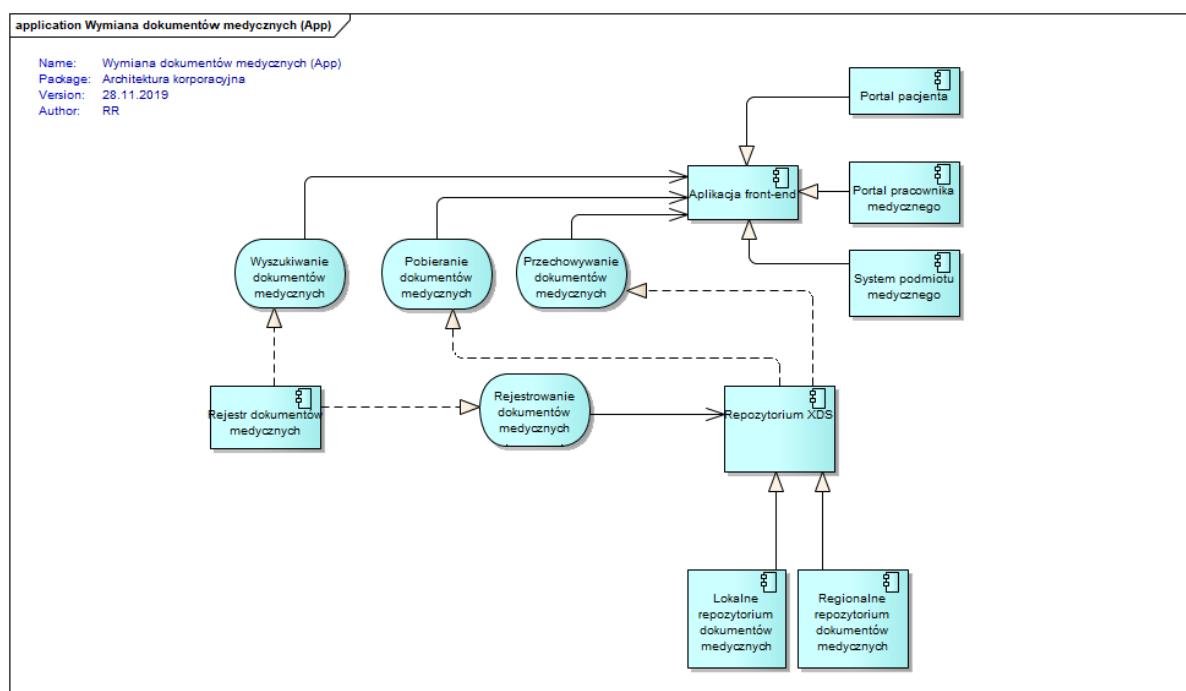 application Wymiana dokumentów medycznych (App)
Name: Wymiana dokumentów medycznych (App)
Package: Architektura korporacyjna
Version: 28.11.2019
Author: RR
Portal pacjenta
Aplikacja front-end
Portal pracownika
medycznego
System podmiotu
medycznego
Wyszukiwanie
dokumentów
medycznych
Pobieranie
dokumentów
medycznych
Przechowywanie
dokumentów
medycznych
Rejestr dokumentów
medycznych
Rejestrowanie
dokumentów
medycznych
Repozytorium XDS
Lokalne
repozytorium
dokumentów
medycznych
Regionalne
repozytorium
dokumentów
medycznych